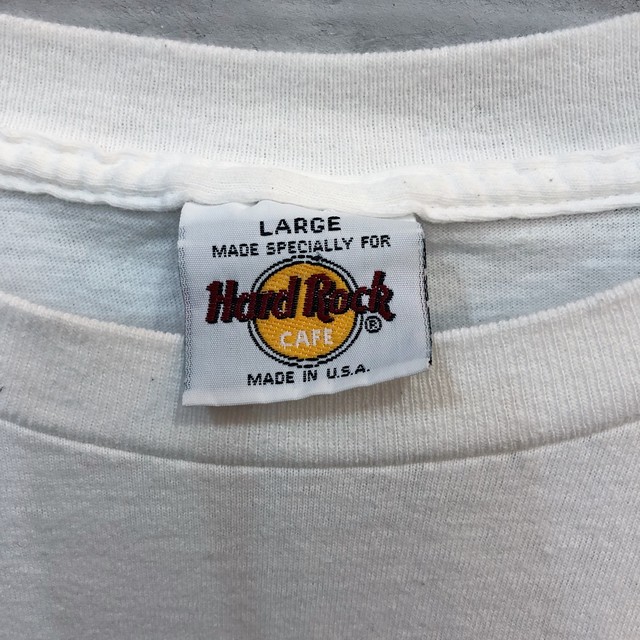 LARGE
MADE SPECIALLY FOR
Hard Rock
CAFE ®
MADE IN U.S.A.